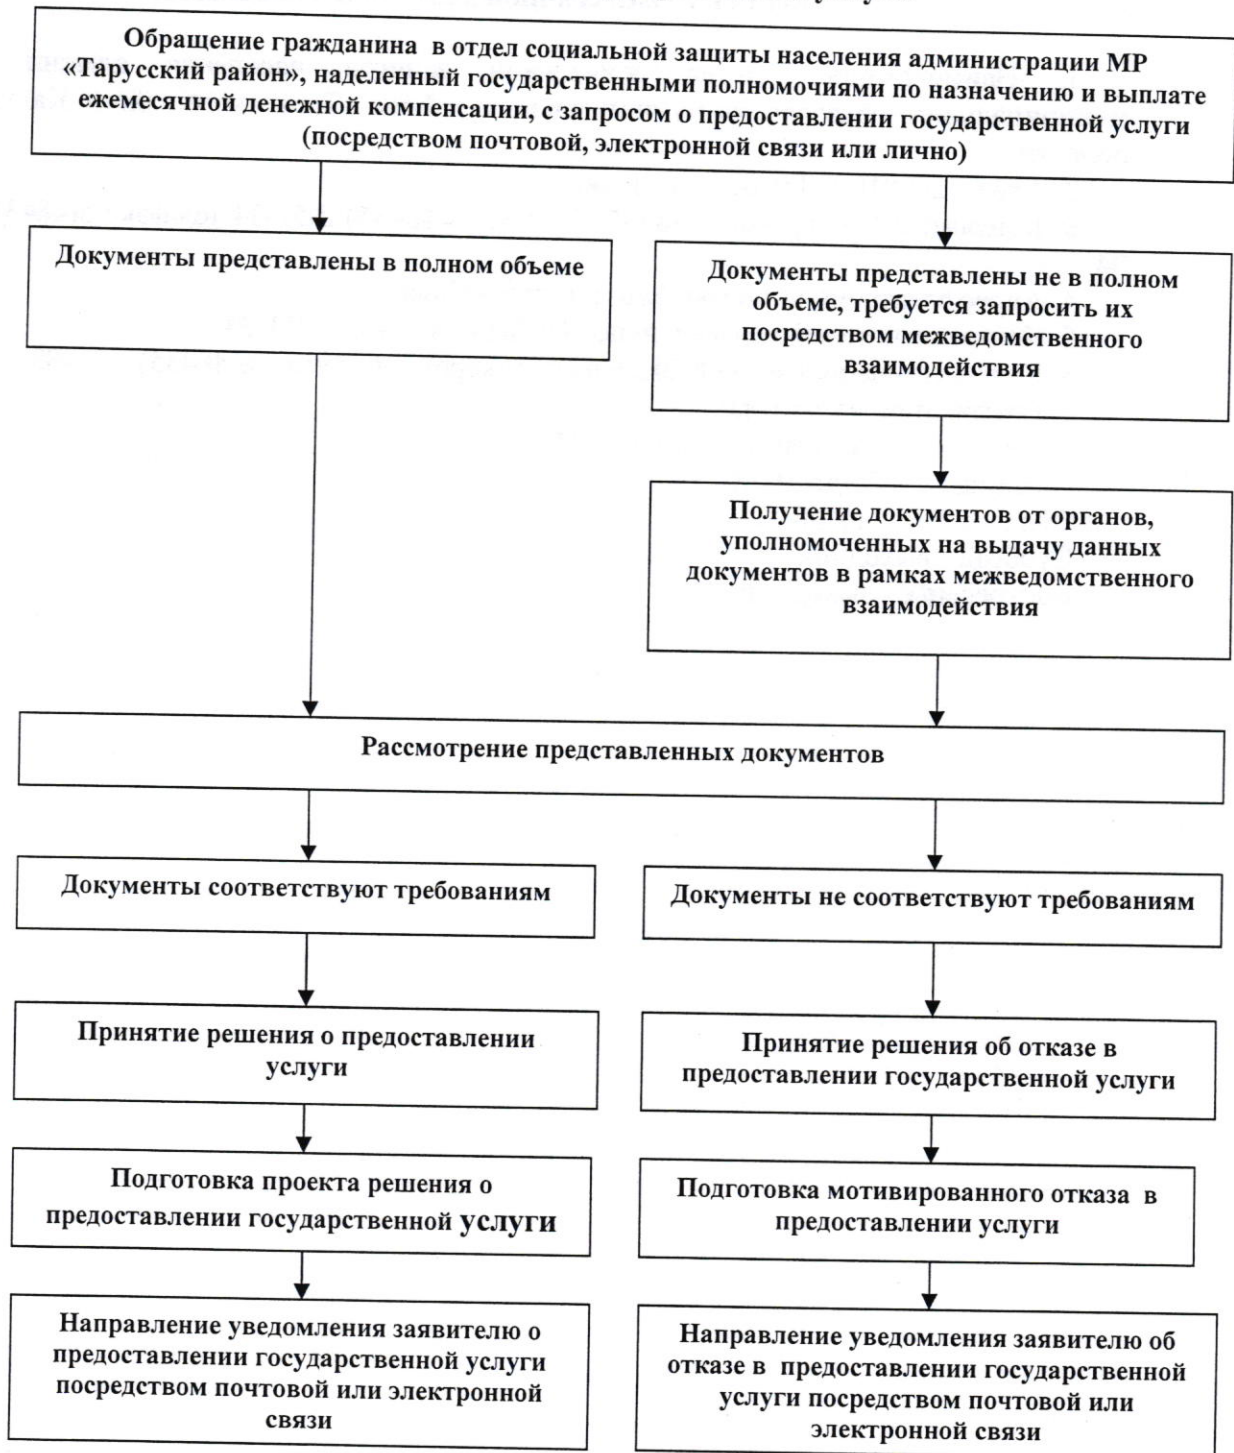 Обращение гражданина в отдел социальной защиты населения администрации МР
«Тарусский район», наделенный государственными полномочиями по назначению и выплате
ежемесячной денежной компенсации, с запросом о предоставлении государственной услуги
(посредством почтовой, электронной связи или лично)
Документы представлены в полном объеме
Документы представлены не в полном
объеме, требуется запросить их
посредством межведомственного
взаимодействия
Получение документов от органов,
уполномоченных на выдачу данных
документов в рамках межведомственного
взаимодействия
Рассмотрение представленных документов
Документы соответствуют требованиям
Документы не соответствуют требованиям
Принятие решения о предоставлении
услуги
Принятие решения об отказе в
предоставлении государственной услуги
Подготовка проекта решения о
предоставлении государственной услуги
Подготовка мотивированного отказа в
предоставлении услуги
Направление уведомления заявителю о
предоставлении государственной услуги
посредством почтовой или электронной
связи
Направление уведомления заявителю об
отказе в предоставлении государственной
услуги посредством почтовой или
электронной связи